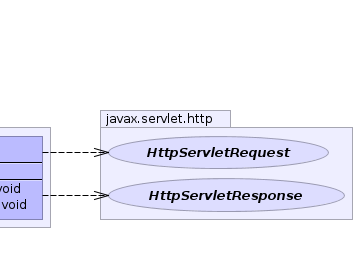 javax.servlet.http
HttpServletRequest
void
HttpServletResponse
void